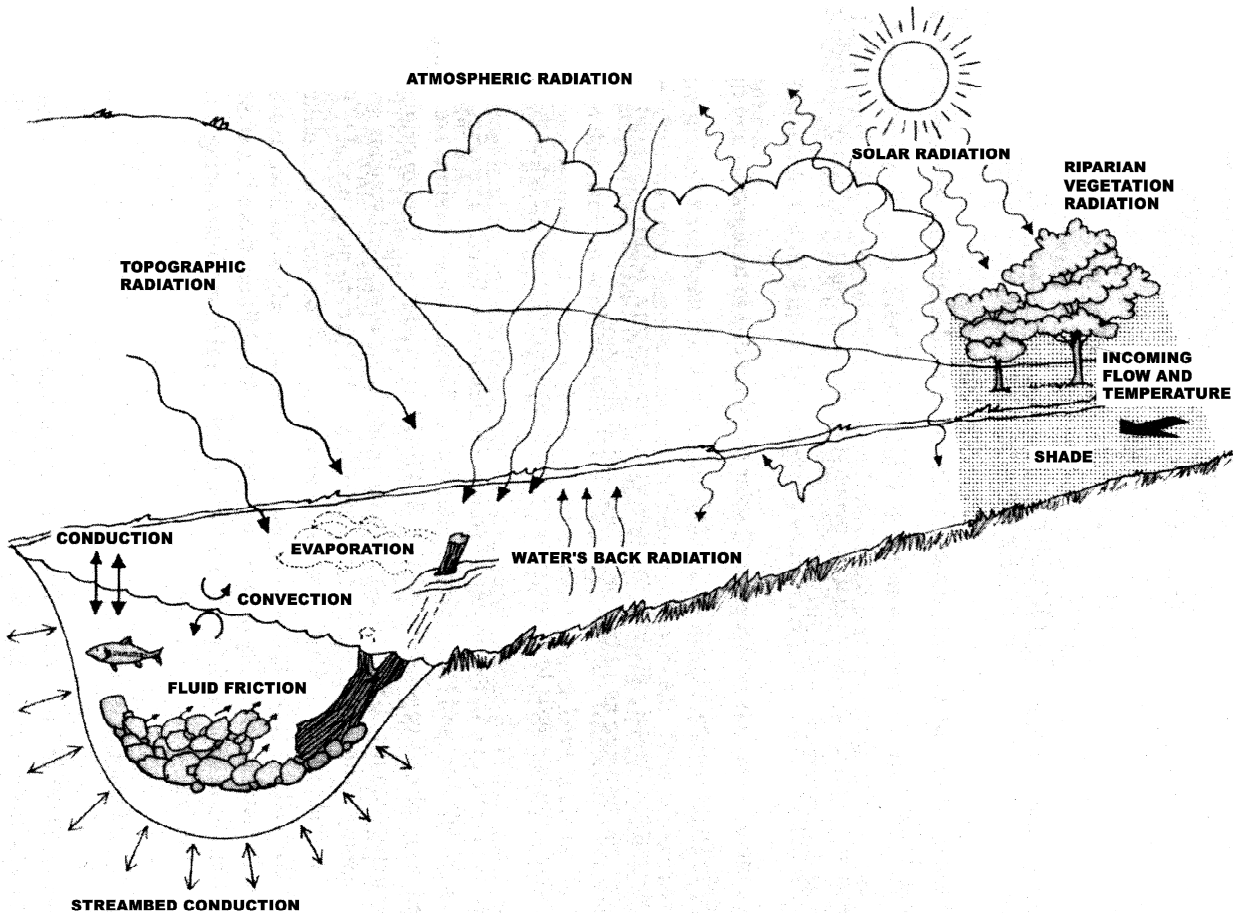 ATMOSPHERIC RADIATION
SOLAR RADIATION
RIPARIAN
VEGETATION
RADIATION
TOPOGRAPHIC
RADIATION
INCOMING
FLOW AND
TEMPERATURE
SHADE
CONDUCTION
EVAPORATION
WATER'S BACK RADIATION
CONVECTION
FLUID FRICTION
STREAMBED CONDUCTION